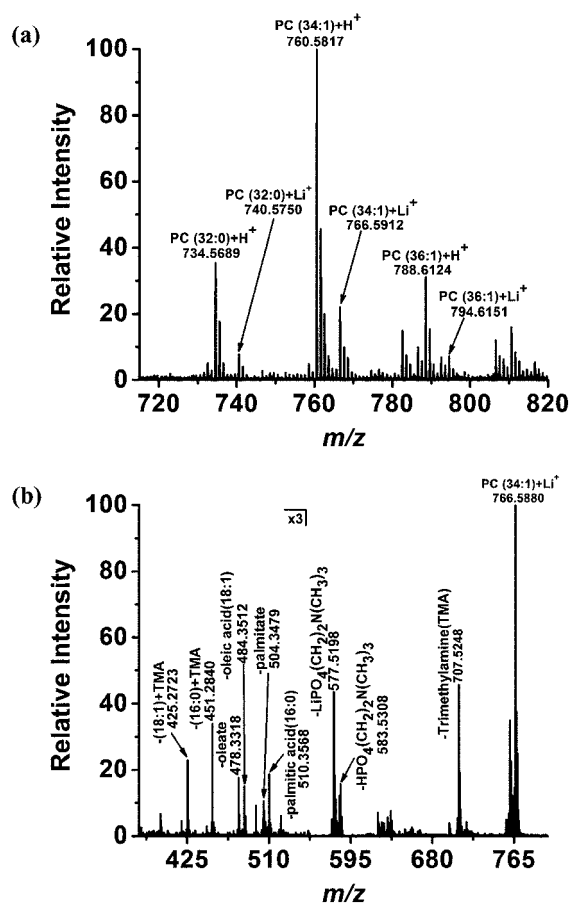 (a)
PC (34:1)+H+
760.5817
PC (32:0)+Li+
740.5750
PC (34:1)+Li+
766.5912
PC (32:0)+H+
734.5689
PC (36:1)+H+
788.6124
PC (36:1)+Li+
794.6151
Relative Intensity
100
80
60
40
20
0
720
740
760
780
800
820
m/z
(b)
PC (34:1)+Li+
766.5880
x3
-(18:1)+TMA
425.2723
-(16:0)+TMA
451.2840
-oleate
478.3318
-oleic acid(18:1)
484.3512
-palmitate
504.3479
-palmitic acid(16:0)
510.3568
-LiPO4(CH2)2N(CH3)3
577.5198
-HPO4(CH2)2N(CH3)3
583.5308
-Trimethylamine(TMA)
707.5248
Relative Intensity
100
80
60
40
20
0
425
510
595
680
765
m/z